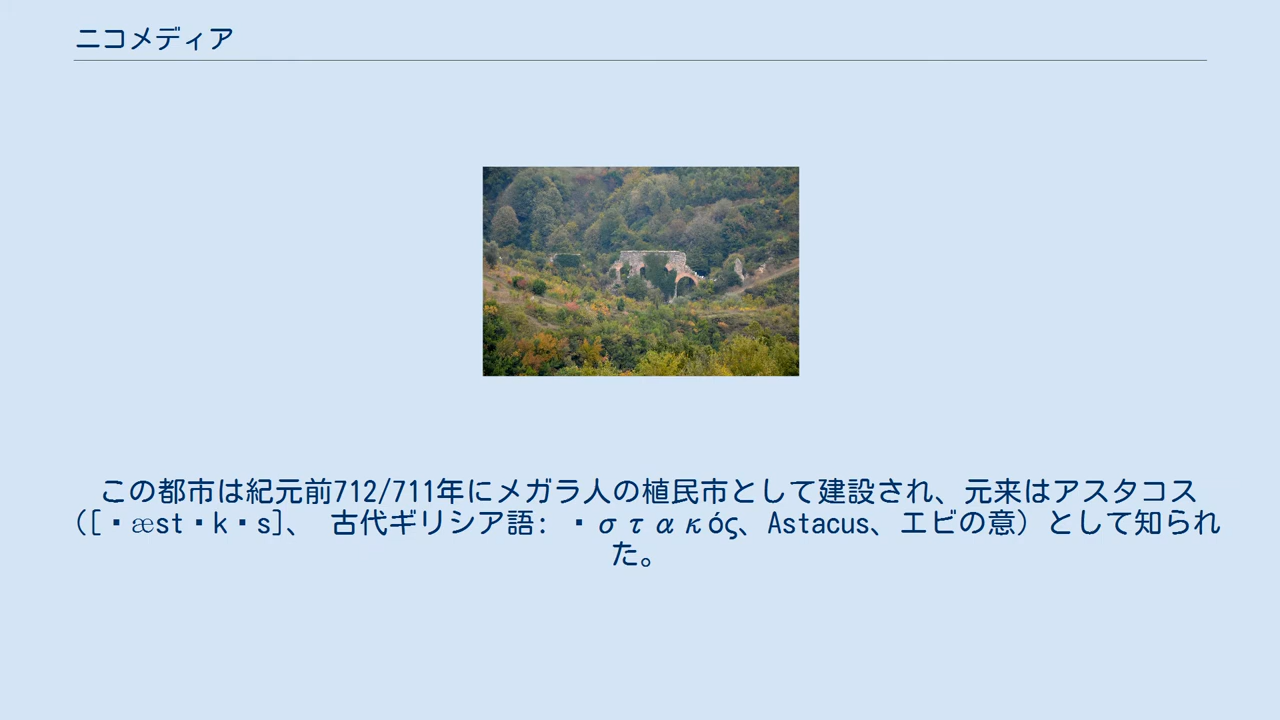 ニコメディア
この都市は紀元前712/711年にメガラ人の植民市として建設され、元来はアスタコス
([・æst・k・s]、 古代ギリシア語: ・στακός、Astacus、エビの意) として知られ
た。